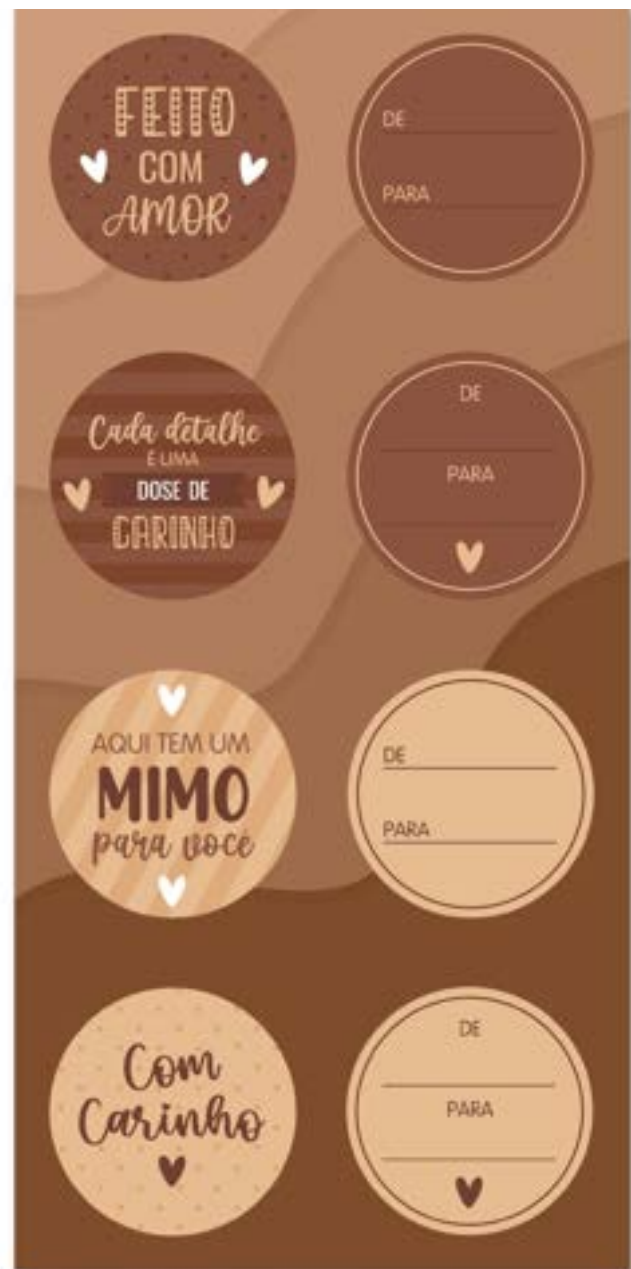 FEITO
COM
AMOR
DE
PARA
Cada detalhe
É UMA
DOSE DE
CARINHO
DE
PARA
AQUI TEM UM
MIMO
para voce
DE
PARA
Com
Carinho
DE
PARA